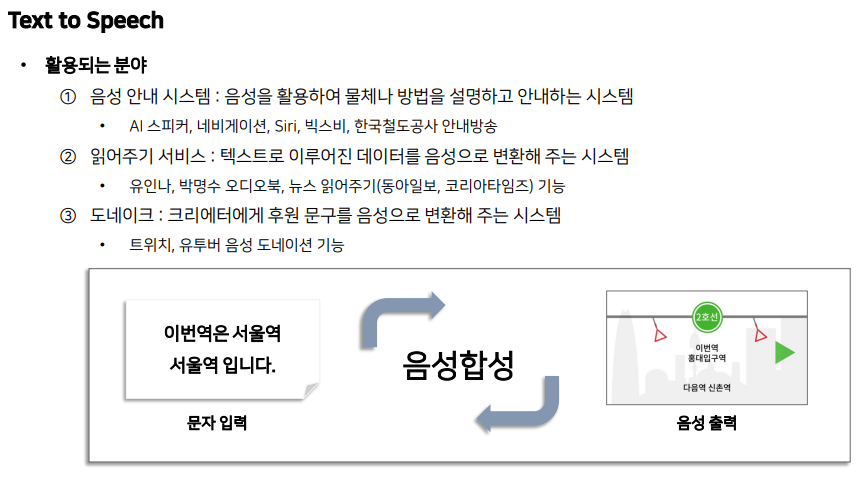 Text to Speech
• 활용되는 분야
① 음성 안내 시스템 : 음성을 활용하여 물체나 방법을 설명하고 안내하는 시스템
• AI 스피커, 네비게이션, Siri, 빅스비, 한국철도공사 안내방송
② 읽어주기 서비스 : 텍스트로 이루어진 데이터를 음성으로 변환해 주는 시스템
• 유인나, 박명수 오디오북, 뉴스 읽어주기(동아일보, 코리아타임즈) 기능
③ 도네이크 : 크리에터에게 후원 문구를 음성으로 변환해 주는 시스템
• 트위치, 유투버 음성 도네이션 기능
이번역은 서울역
서울역 입니다.
문자 입력
음성합성
2호선
이번역
홍대입구역
다음역 신촌역
음성 출력